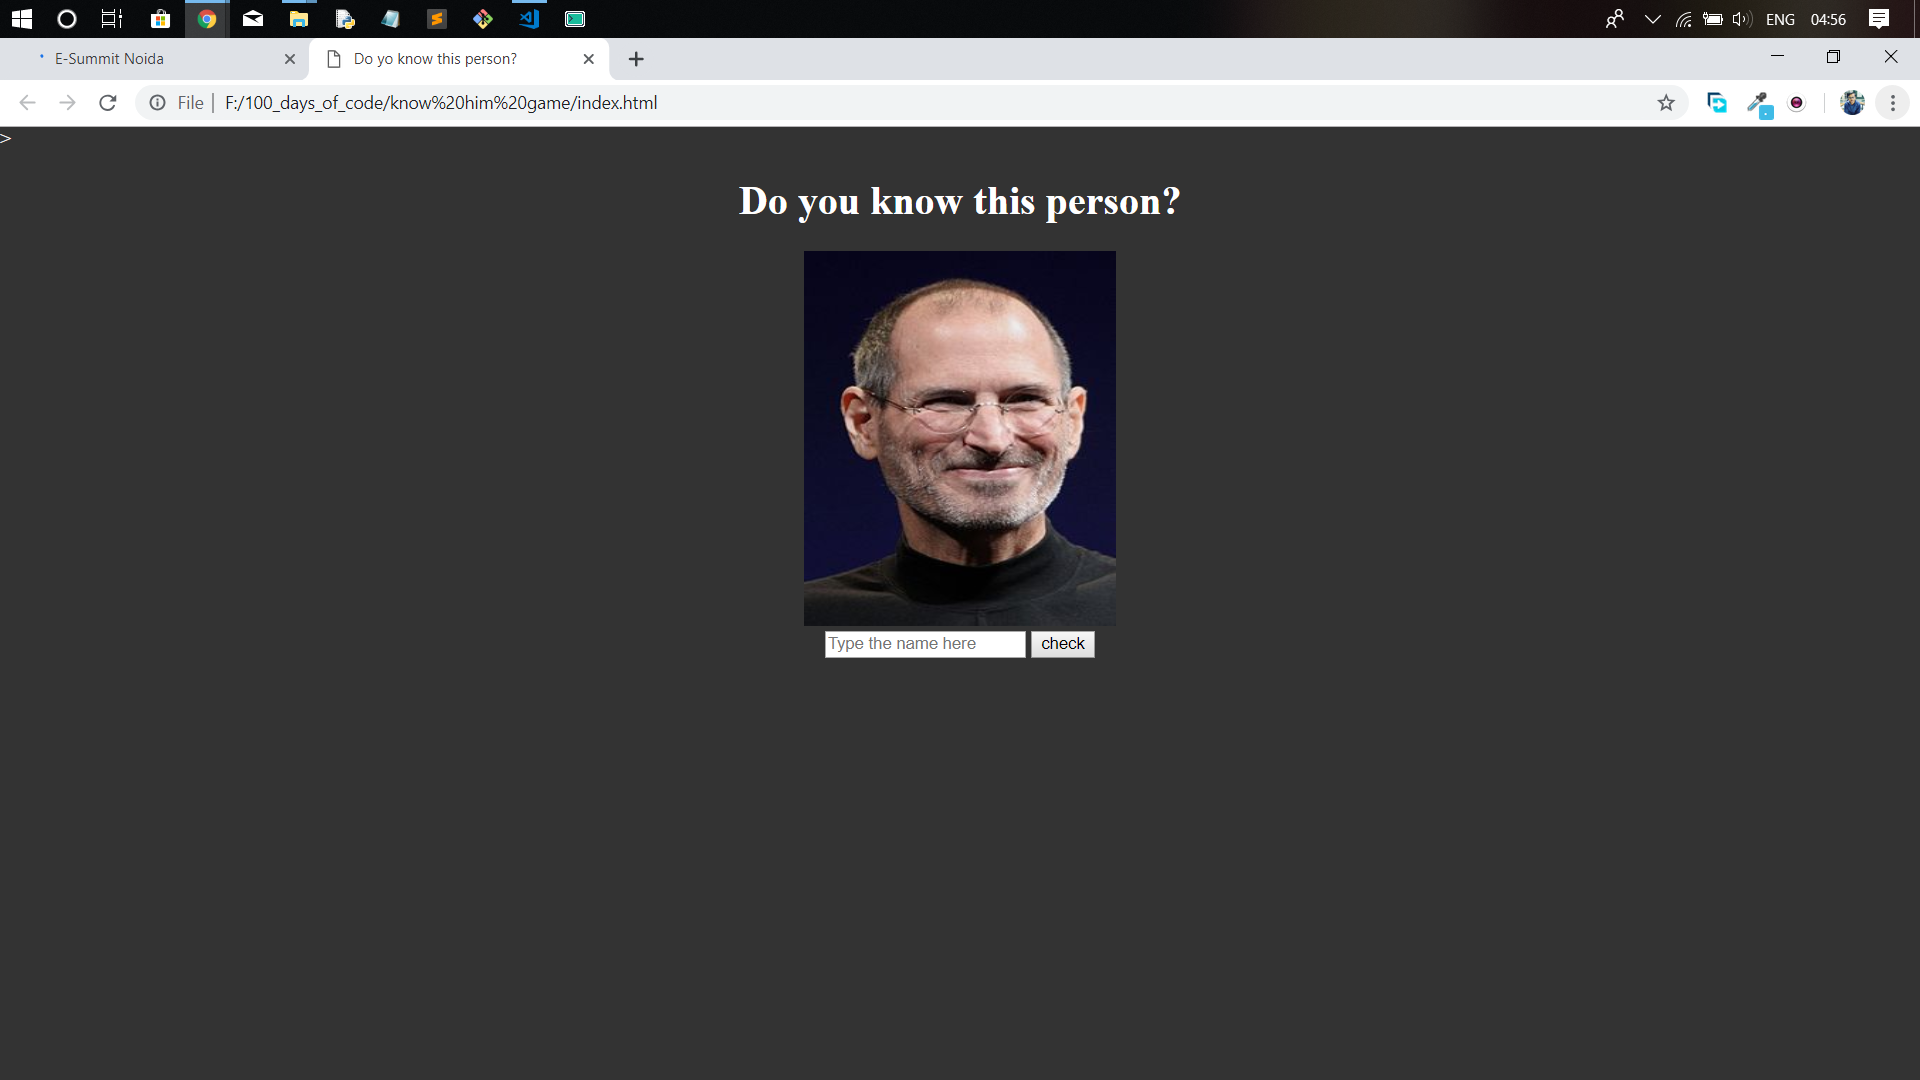 ENG 04:56
E-Summit Noida
Do yo know this person?
File | F:/100_days_of_code/know%20him%20game/index.html
>
Do you know this person?
Type the name here
check